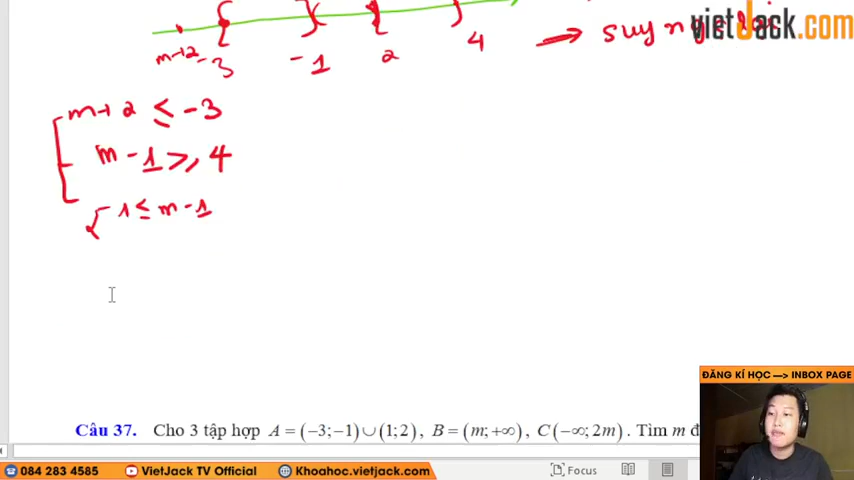 vietJack.com
m+2 -3 -1 2 4 → suy ng
m+2 ≤ -3
m - 1 ≥ 4
1 ≤ m - 1
ĐĂNG KÍ HỌC —> INBOX PAGE
Câu 37. Cho 3 tập hợp A = (−3;−1)∪(1;2), B = (m;+∞), C(−∞;2m). Tìm m đ
084 283 4585 VietJack TV Official Khoahoc.vietjack.com Focus